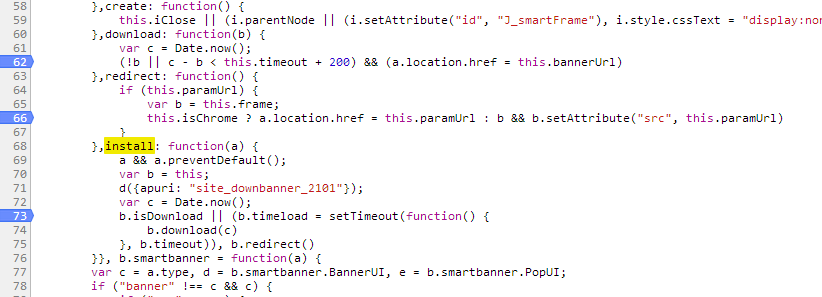 58 },create: function() {
59 this.iClose || (i.parentNode || (i.setAttribute("id", "J_smartFrame"), i.style.cssText = "display:non
60 },download: function(b) {
61 var c = Date.now();
62 (!b || c - b < this.timeout + 200) && (a.location.href = this.bannerUrl)
63 },redirect: function() {
64 if (this.paramUrl) {
65 var b = this.frame;
66 this.isChrome ? a.location.href = this.paramUrl : b && b.setAttribute("src", this.paramUrl)
67 }
68 },install: function(a) {
69 a && a.preventDefault();
70 var b = this;
71 d({apuri: "site_downbanner_2101"});
72 var c = Date.now();
73 b.isDownload || (b.timeload = setTimeout(function() {
74 b.download(c)
75 }, b.timeout)), b.redirect()
76 }}, b.smartbanner = function(a) {
77 var c = a.type, d = b.smartbanner.BannerUI, e = b.smartbanner.PopUI;
78 if ("banner" !== c && c) {